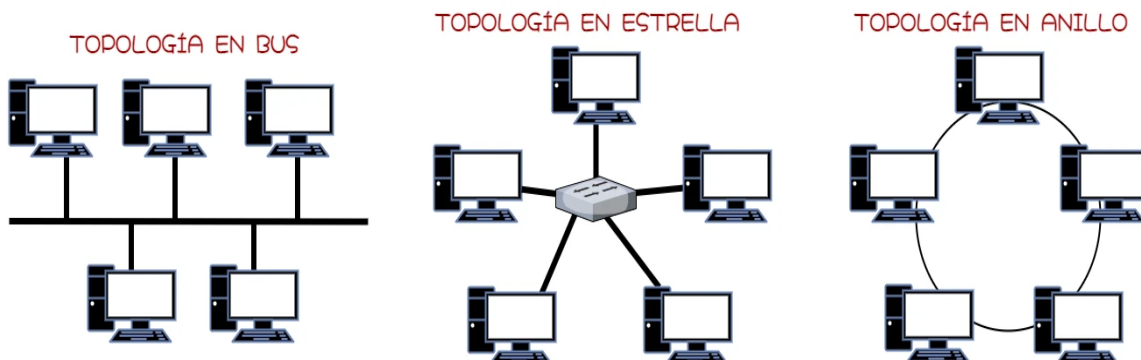 TOPOLOGÍA EN BUS
TOPOLOGÍA EN ESTRELLA
TOPOLOGÍA EN ANILLO